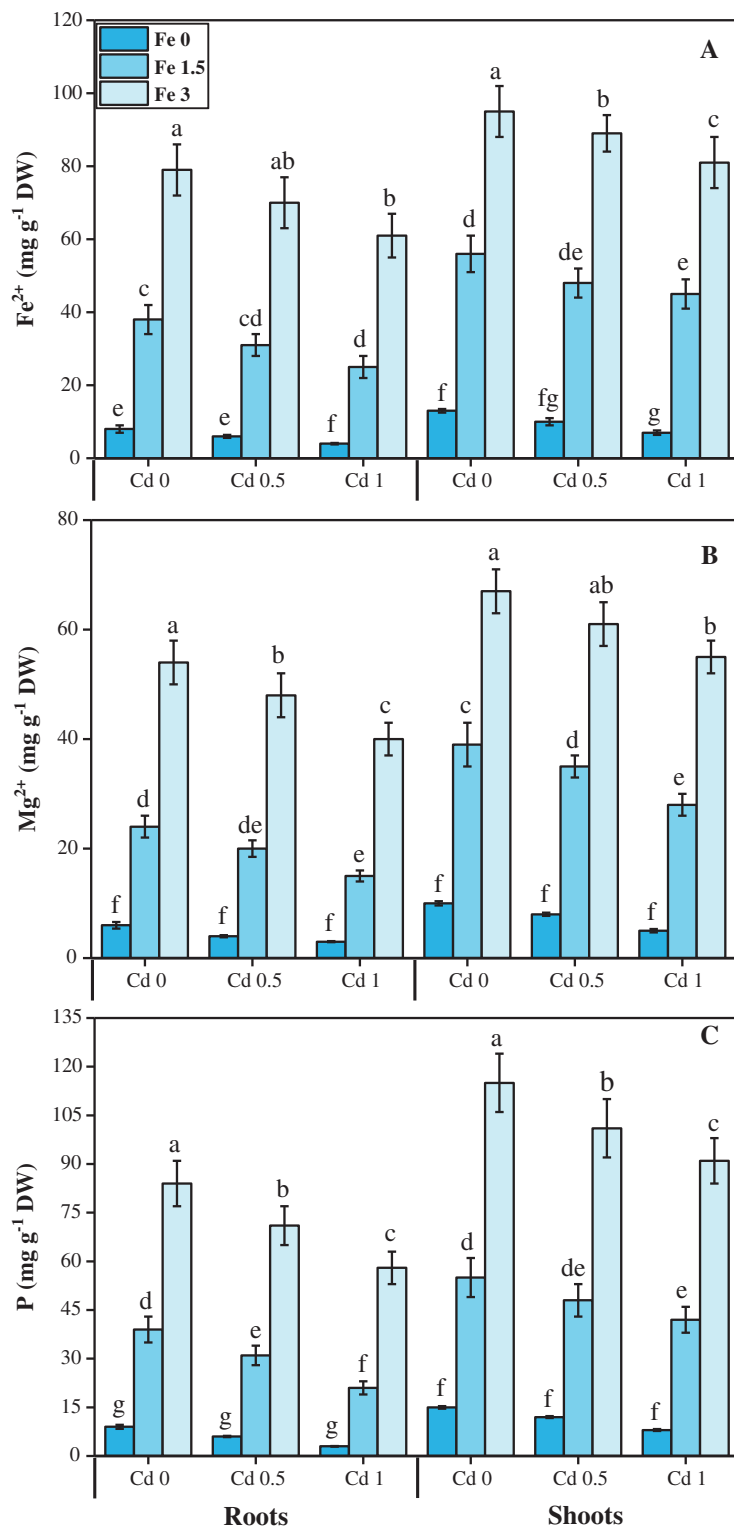 120
Fe 0
Fe 1.5
Fe 3
A
100
80
60
40
20
0
Fe²⁺ (mg g⁻¹ DW)
a
ab
b
c
cd
d
e
e
f
a
b
c
d
de
e
f
fg
g
Cd 0 Cd 0.5 Cd 1 Cd 0 Cd 0.5 Cd 1
80
B
60
40
20
0
Mg²⁺ (mg g⁻¹ DW)
a
b
c
d
de
e
f
f
f
a
ab
b
c
d
e
f
f
f
Cd 0 Cd 0.5 Cd 1 Cd 0 Cd 0.5 Cd 1
135
C
120
105
90
75
60
45
30
15
0
P (mg g⁻¹ DW)
a
b
c
d
e
f
g
g
g
a
b
c
d
de
e
f
f
f
Cd 0 Cd 0.5 Cd 1 Cd 0 Cd 0.5 Cd 1
Roots Shoots